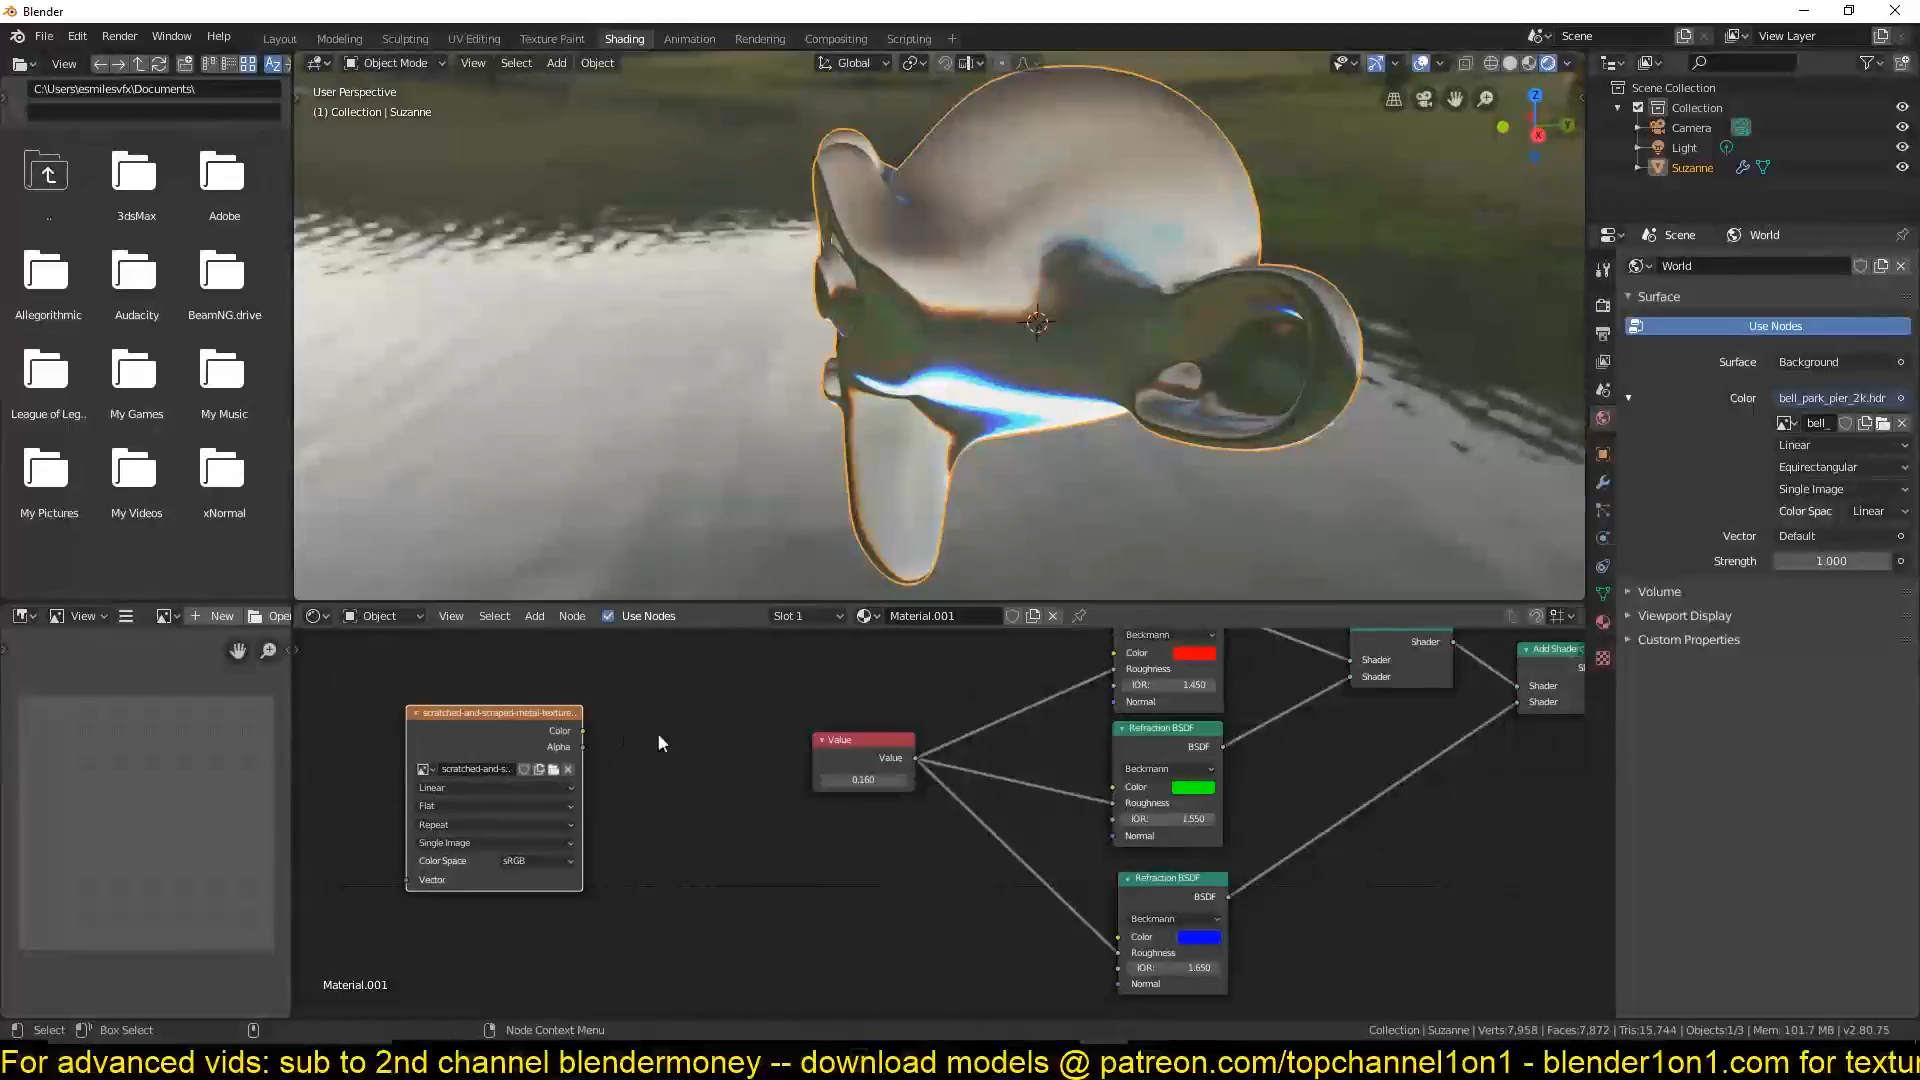 Blender
File Edit Render Window Help
Layout Modeling Sculpting UV Editing Texture Paint Shading Animation Rendering Compositing Scripting +
Scene
View Layer
View
Object Mode View Select Add Object
Global
C:\Users\esmilesvfx\Documents\
User Perspective
(1) Collection | Suzanne
Z
Y
X
..
3dsMax
Adobe
Allegorithmic
Audacity
BeamNG.drive
League of Leg..
My Games
My Music
My Pictures
My Videos
xNormal
Scene Collection
Collection
Camera
Light
Suzanne
Scene World
World
Surface
Use Nodes
Surface Background
Color bell_park_pier_2k.hdr
bell_
Linear
Equirectangular
Single Image
Color Spac Linear
Vector Default
Strength 1.000
Volume
Viewport Display
Custom Properties
View + New Open
Object View Select Add Node Use Nodes
Slot 1 Material.001
scratched-and-scraped-metal-texture..
Color
Alpha
scratched-and-s..
Linear
Flat
Repeat
Single Image
Color Space sRGB
Vector
Value
Value
0.160
Beckmann
Color
Roughness
IOR: 1.450
Normal
Refraction BSDF
BSDF
Beckmann
Color
Roughness
IOR: 1.550
Normal
Refraction BSDF
BSDF
Beckmann
Color
Roughness
IOR: 1.650
Normal
Shader
Shader
Shader
Add Shader
Shader
Shader
Material.001
Select Box Select Node Context Menu
Collection | Suzanne | Verts:7,958 | Faces:7,872 | Tris:15,744 | Objects:1/3 | Mem: 101.7 MB | v2.80.75
For advanced vids: sub to 2nd channel blendermoney -- download models @ patreon.com/topchannel1on1 - blender1on1.com for textur